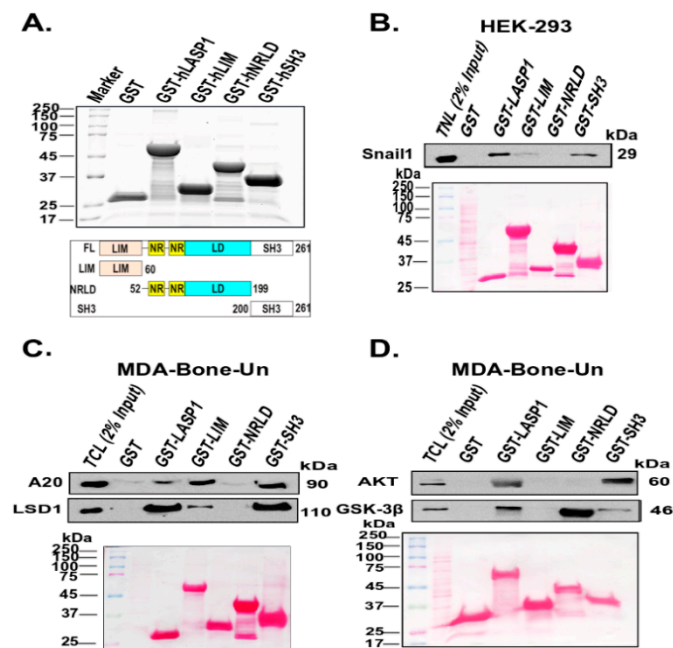 A.
Marker GST GST-hLASP1 GST-hLIM GST-hNRLD GST-hSH3
250
150
100
75
45
37
25
17
FL LIM NR NR LD SH3 261
LIM LIM 60
NRLD 52 NR NR LD 199
SH3 200 SH3 261
B.
HEK-293
TNL (2% Input) GST GST-LASP1 GST-LIM GST-NRLD GST-SH3
kDa
Snail1 29
kDa
250
150
100
75
45
37
25
C.
MDA-Bone-Un
TCL (2% Input) GST GST-LASP1 GST-LIM GST-NRLD GST-SH3
kDa
A20 90
LSD1 110
kDa
250
150
100
75
45
37
25
D.
MDA-Bone-Un
TCL (2% Input) GST GST-LASP1 GST-LIM GST-NRLD GST-SH3
kDa
AKT 60
GSK-3β 46
kDa
250
150
100
75
45
37
25
17